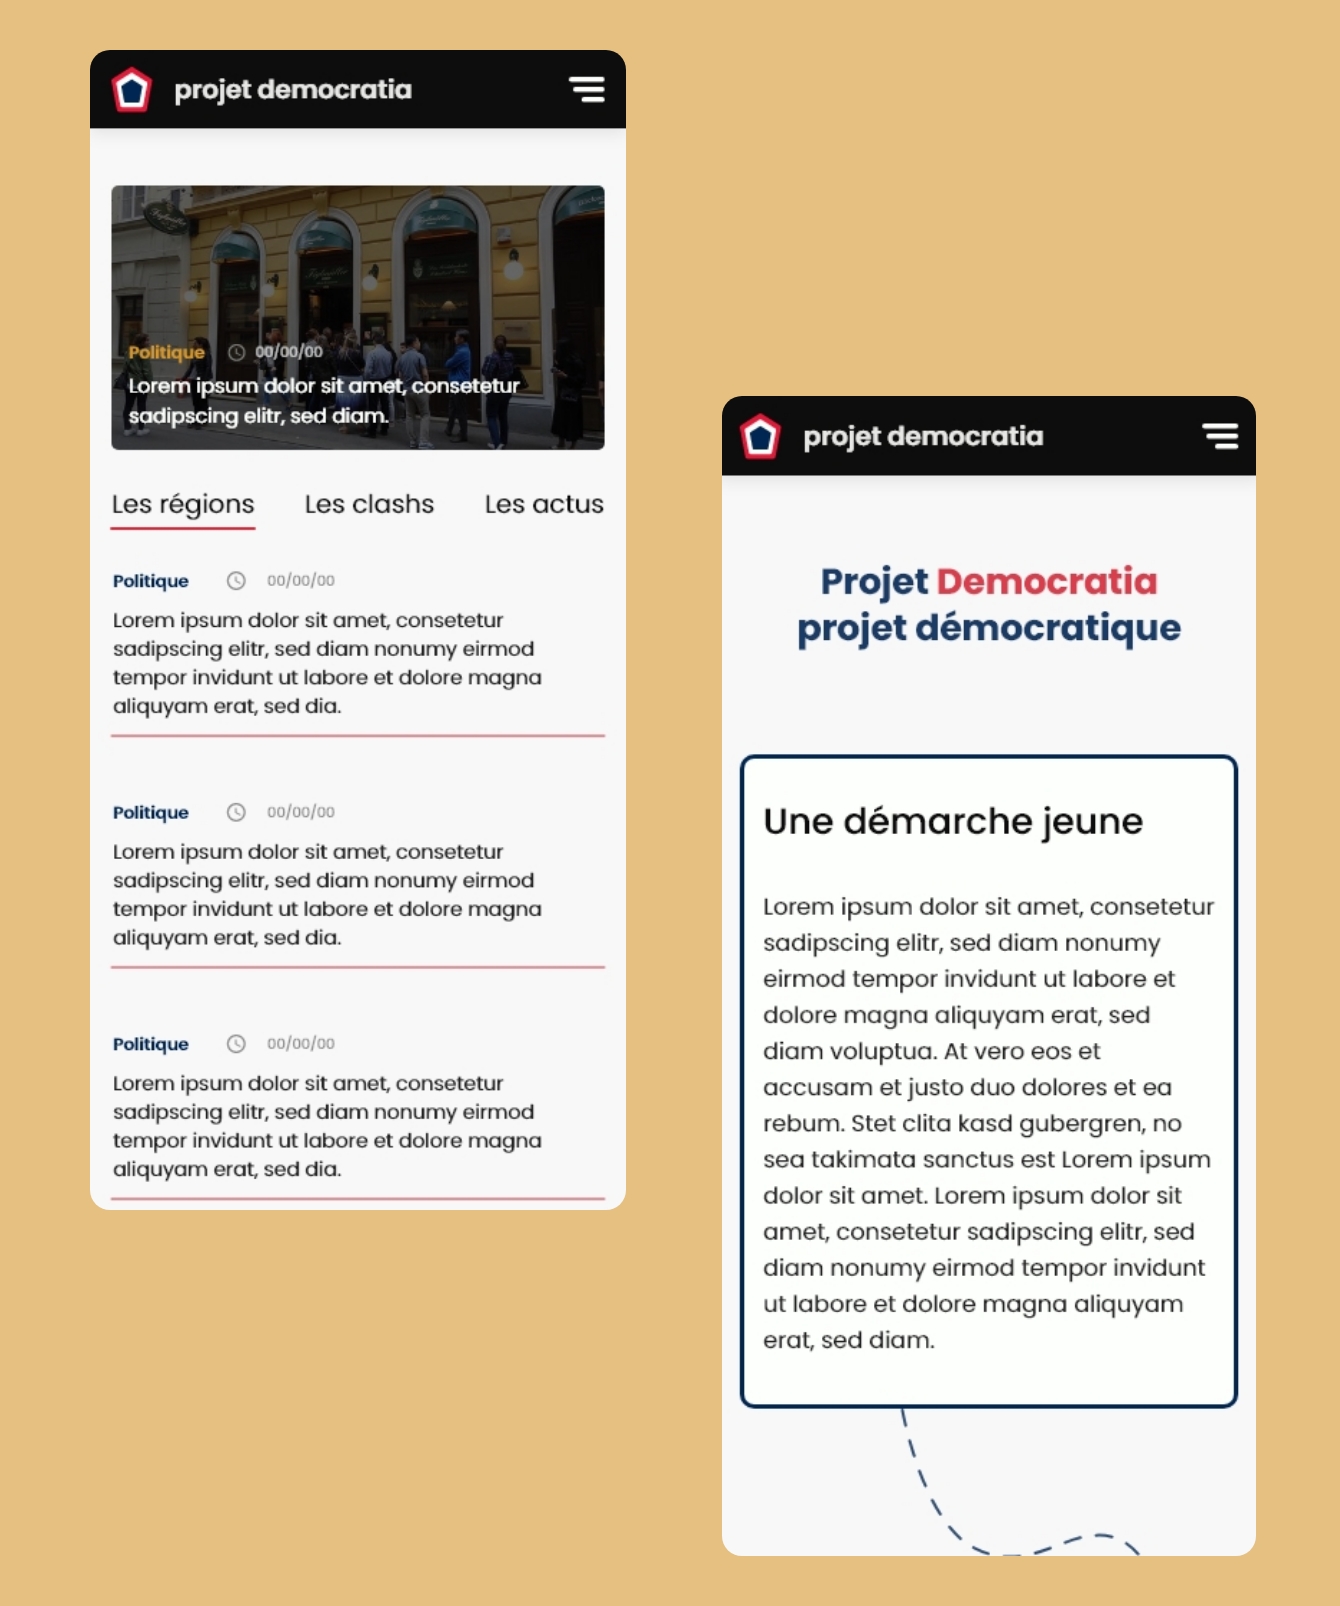 projet democratia
Politique 00/00/00
Lorem ipsum dolor sit amet, consetetur
sadipscing elitr, sed diam.
Les régions Les clashs Les actus
Politique 00/00/00
Lorem ipsum dolor sit amet, consetetur
sadipscing elitr, sed diam nonumy eirmod
tempor invidunt ut labore et dolore magna
aliquyam erat, sed dia.
Politique 00/00/00
Lorem ipsum dolor sit amet, consetetur
sadipscing elitr, sed diam nonumy eirmod
tempor invidunt ut labore et dolore magna
aliquyam erat, sed dia.
Politique 00/00/00
Lorem ipsum dolor sit amet, consetetur
sadipscing elitr, sed diam nonumy eirmod
tempor invidunt ut labore et dolore magna
aliquyam erat, sed dia.
projet democratia
Projet Democratia
projet démocratique
Une démarche jeune
Lorem ipsum dolor sit amet, consetetur
sadipscing elitr, sed diam nonumy
eirmod tempor invidunt ut labore et
dolore magna aliquyam erat, sed
diam voluptua. At vero eos et
accusam et justo duo dolores et ea
rebum. Stet clita kasd gubergren, no
sea takimata sanctus est Lorem ipsum
dolor sit amet. Lorem ipsum dolor sit
amet, consetetur sadipscing elitr, sed
diam nonumy eirmod tempor invidunt
ut labore et dolore magna aliquyam
erat, sed diam.